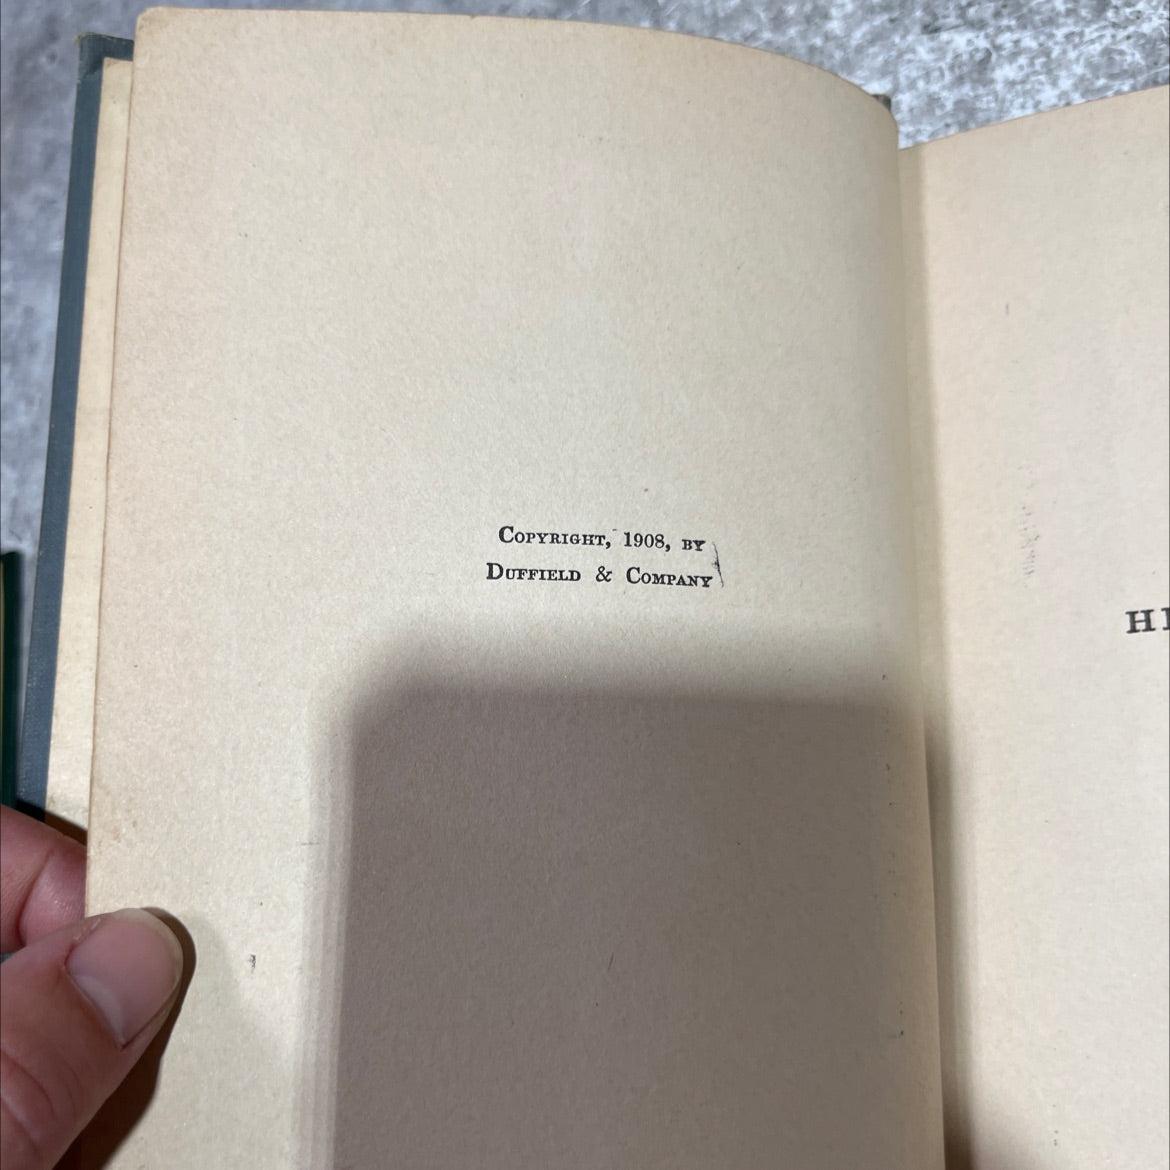 Copyright, 1908, by
Duffield & Company